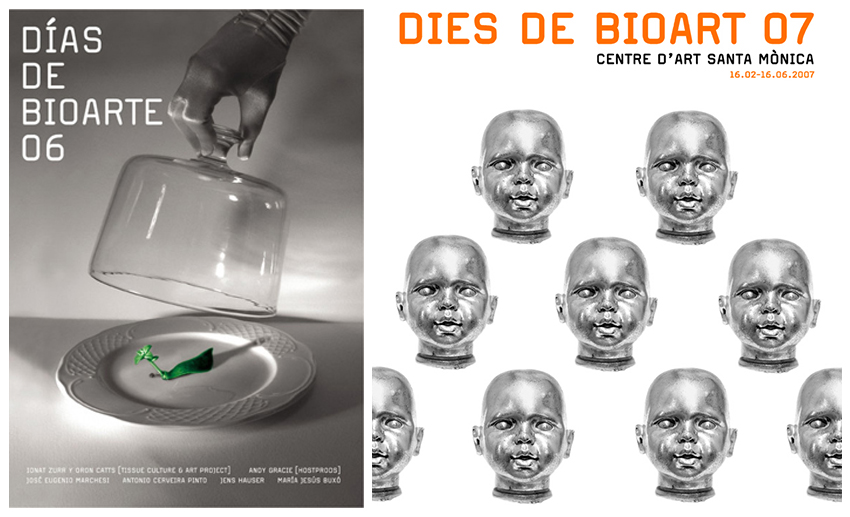 DÍAS
DE
BIOARTE
06
IONAT ZURR Y ORON CATTS [TISSUE CULTURE & ART PROJECT] ANDY GRACIE [HOSTPRODS]
JOSÉ EUGENIO MARCHESI ANTONIO CERVEIRA PINTO JENS HAUSER MARÍA JESÚS BUXÓ
DIES DE BIOART 07
CENTRE D'ART SANTA MÒNICA
16.02-16.06.2007